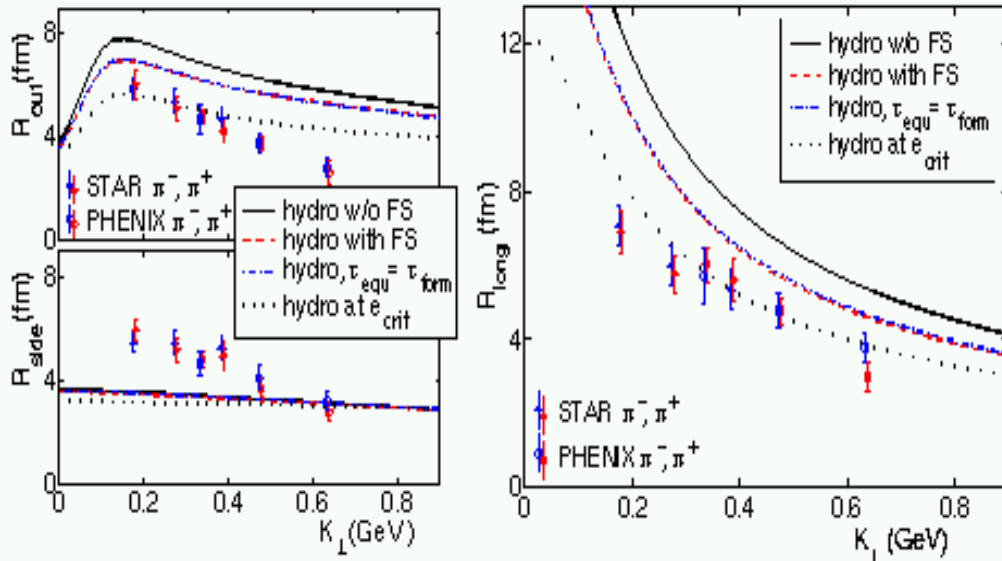 8
4
0
R_out (fm)
STAR π⁻, π⁺
PHENIX π⁻, π⁺
hydro w/o FS
hydro with FS
hydro, τ_equ = τ_form
hydro at e_crit
8
4
0
R_side (fm)
0
0.2
0.4
0.6
0.8
K_⊥ (GeV)
12
8
4
0
R_long (fm)
hydro w/o FS
hydro with FS
hydro, τ_equ = τ_form
hydro at e_crit
STAR π⁻, π⁺
PHENIX π⁻, π⁺
0
0.2
0.4
0.6
0.8
K_⊥ (GeV)